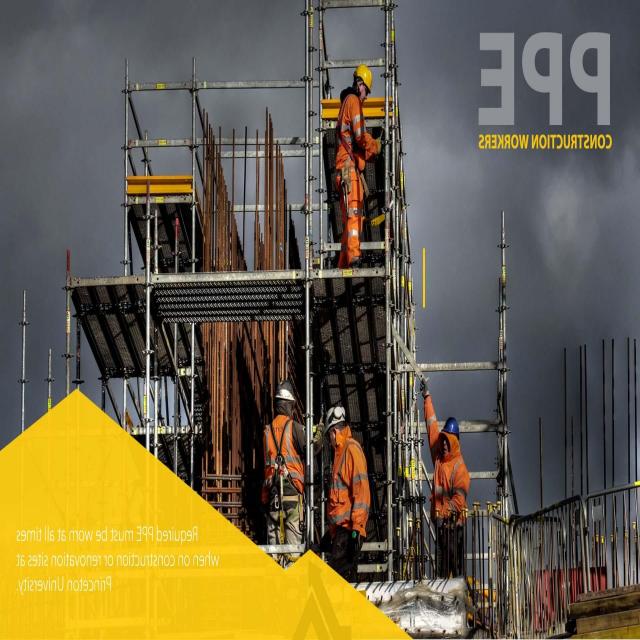 PPE
CONSTRUCTION WORKERS
Required PPE must be worn at all times
when on construction or renovation sites at
Princeton University.